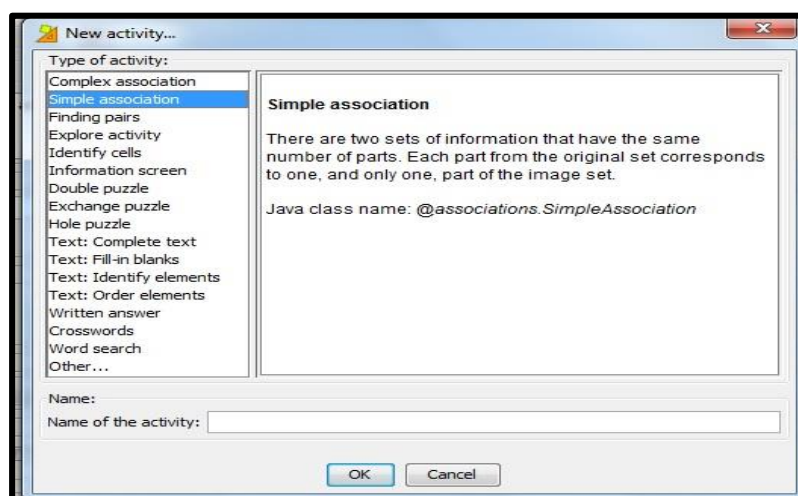 New activity...
Type of activity:
Complex association
Simple association
Finding pairs
Explore activity
Identify cells
Information screen
Double puzzle
Exchange puzzle
Hole puzzle
Text: Complete text
Text: Fill-in blanks
Text: Identify elements
Text: Order elements
Written answer
Crosswords
Word search
Other...
Simple association
There are two sets of information that have the same
number of parts. Each part from the original set corresponds
to one, and only one, part of the image set.
Java class name: @associations.SimpleAssociation
Name:
Name of the activity:
OK
Cancel